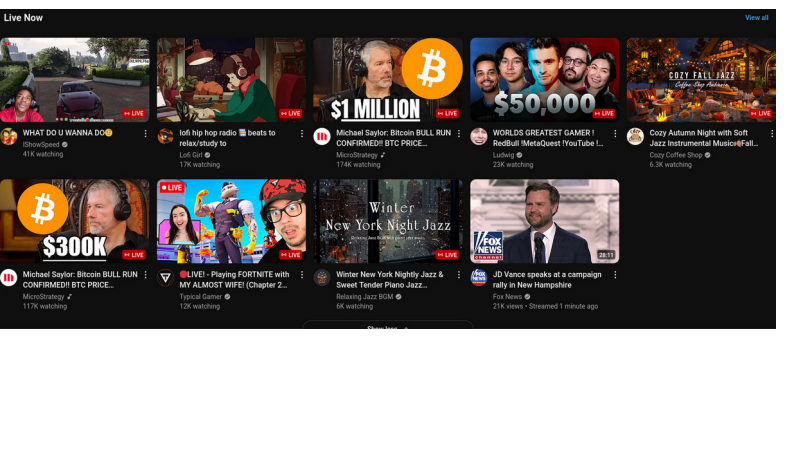 Live Now
View all
LIVE
LIVE
$1 MILLION
LIVE
$50,000
LIVE
COZY FALL JAZZ
Coffee Shop Ambience
LIVE
WHAT DO U WANNA DO🤨
IShowSpeed
41K watching
lofi hip hop radio 📚 beats to
relax/study to
Lofi Girl
17K watching
Michael Saylor: Bitcoin BULL RUN
CONFIRMED!! BTC PRICE...
MicroStrategy
174K watching
WORLDS GREATEST GAMER !
RedBull !MetaQuest !YouTube !...
Ludwig
23K watching
Cozy Autumn Night with Soft
Jazz Instrumental Music🍂Fall...
Cozy Coffee Shop
6.3K watching
$300K
LIVE
LIVE
LIVE
Winter
New York Night Jazz
LIVE
FOX
NEWS
channel
28:11
Michael Saylor: Bitcoin BULL RUN
CONFIRMED!! BTC PRICE...
MicroStrategy
117K watching
🔴LIVE! - Playing FORTNITE with
MY ALMOST WIFE! (Chapter 2...
Typical Gamer
12K watching
Winter New York Nightly Jazz &
Sweet Tender Piano Jazz...
Relaxing Jazz BGM
6K watching
JD Vance speaks at a campaign
rally in New Hampshire
Fox News
21K views • Streamed 1 minute ago
Show less